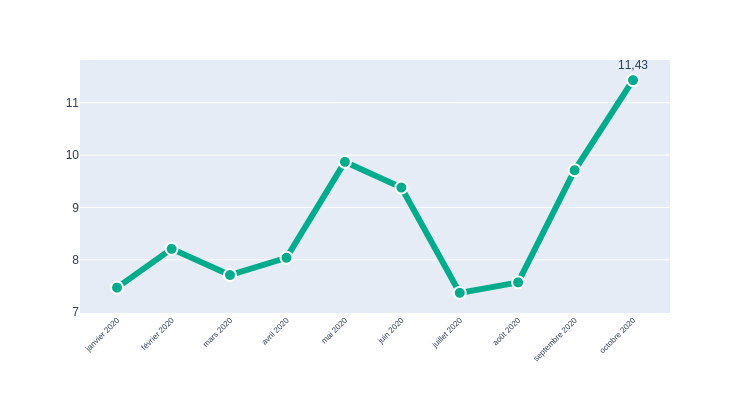 11,43
11
10
9
8
7
janvier 2020
février 2020
mars 2020
avril 2020
mai 2020
juin 2020
juillet 2020
août 2020
septembre 2020
octobre 2020